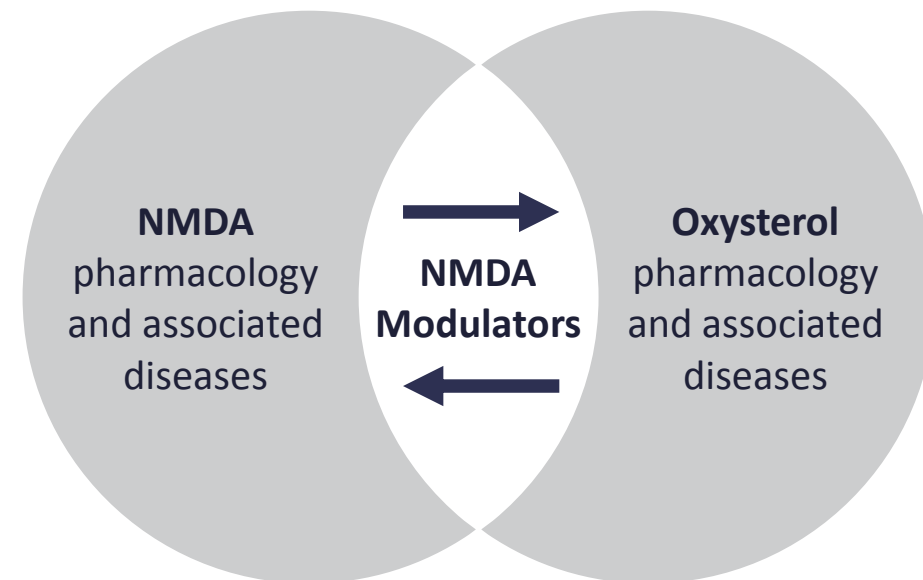 NMDA
pharmacology
and associated
diseases
NMDA
Modulators
Oxysterol
pharmacology
and associated
diseases